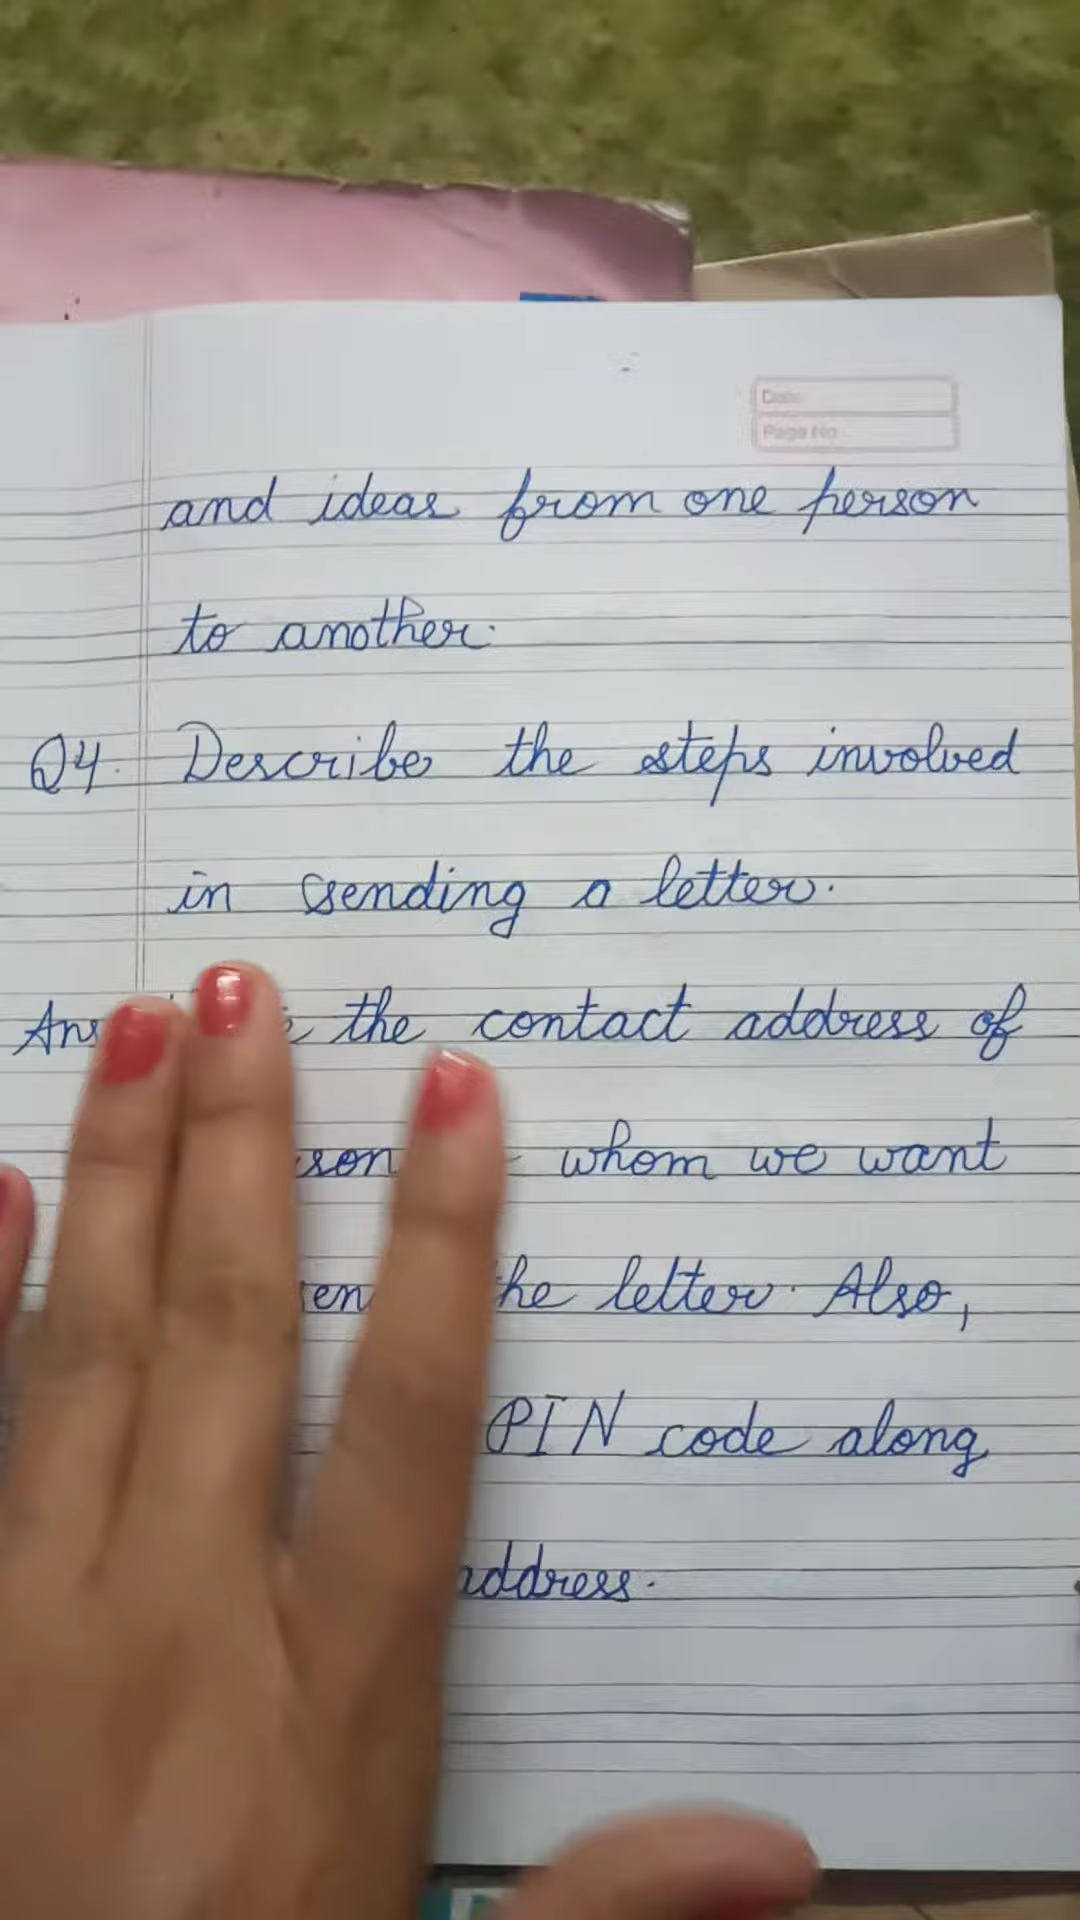 Date
Page No
and ideas from one person
to another.
Q4. Describe the steps involved
in sending a letter.
Ans the contact address of
whom we want
the letter. Also,
PIN code along
address.